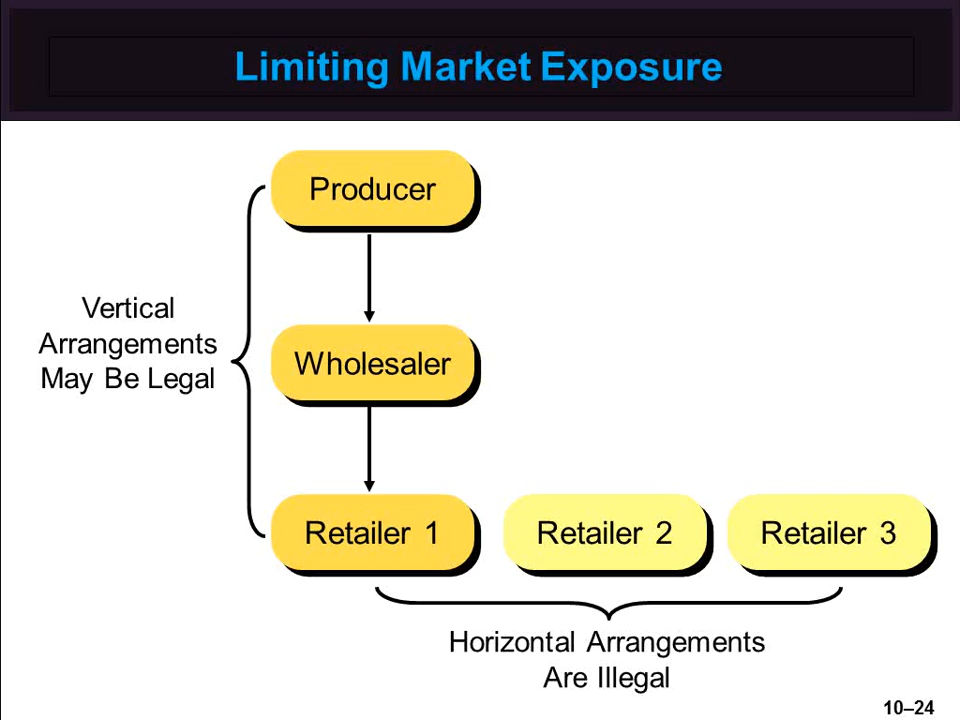 Limiting Market Exposure
Producer
Vertical
Arrangements
May Be Legal
Wholesaler
Retailer 1
Retailer 2
Retailer 3
Horizontal Arrangements
Are Illegal
10–24